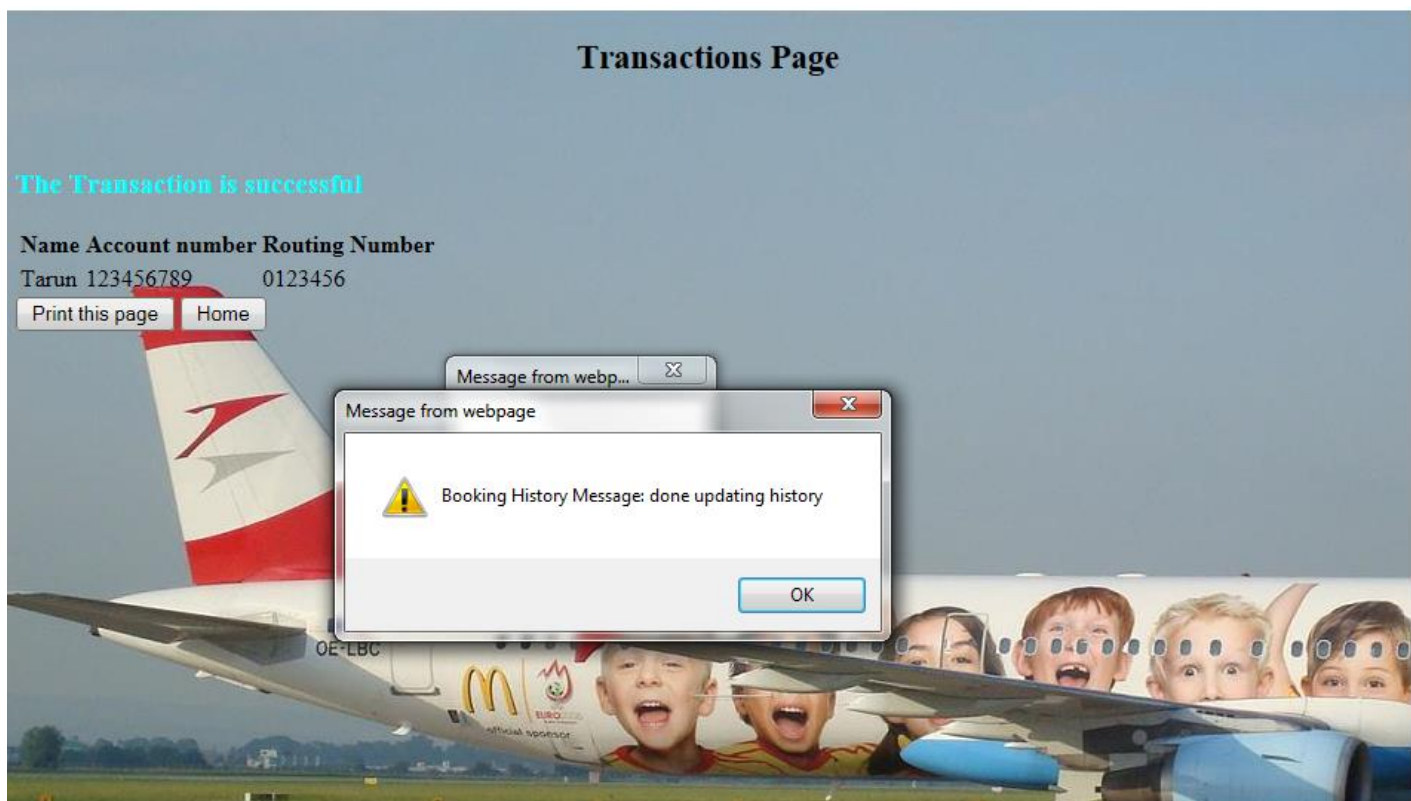 Transactions Page
The Transaction is successful
Name Account number Routing Number
Tarun 123456789 0123456
Print this page Home
Message from webp...
Message from webpage
Booking History Message: done updating history
OK
OE-LBC
EURO2008
official sponsor